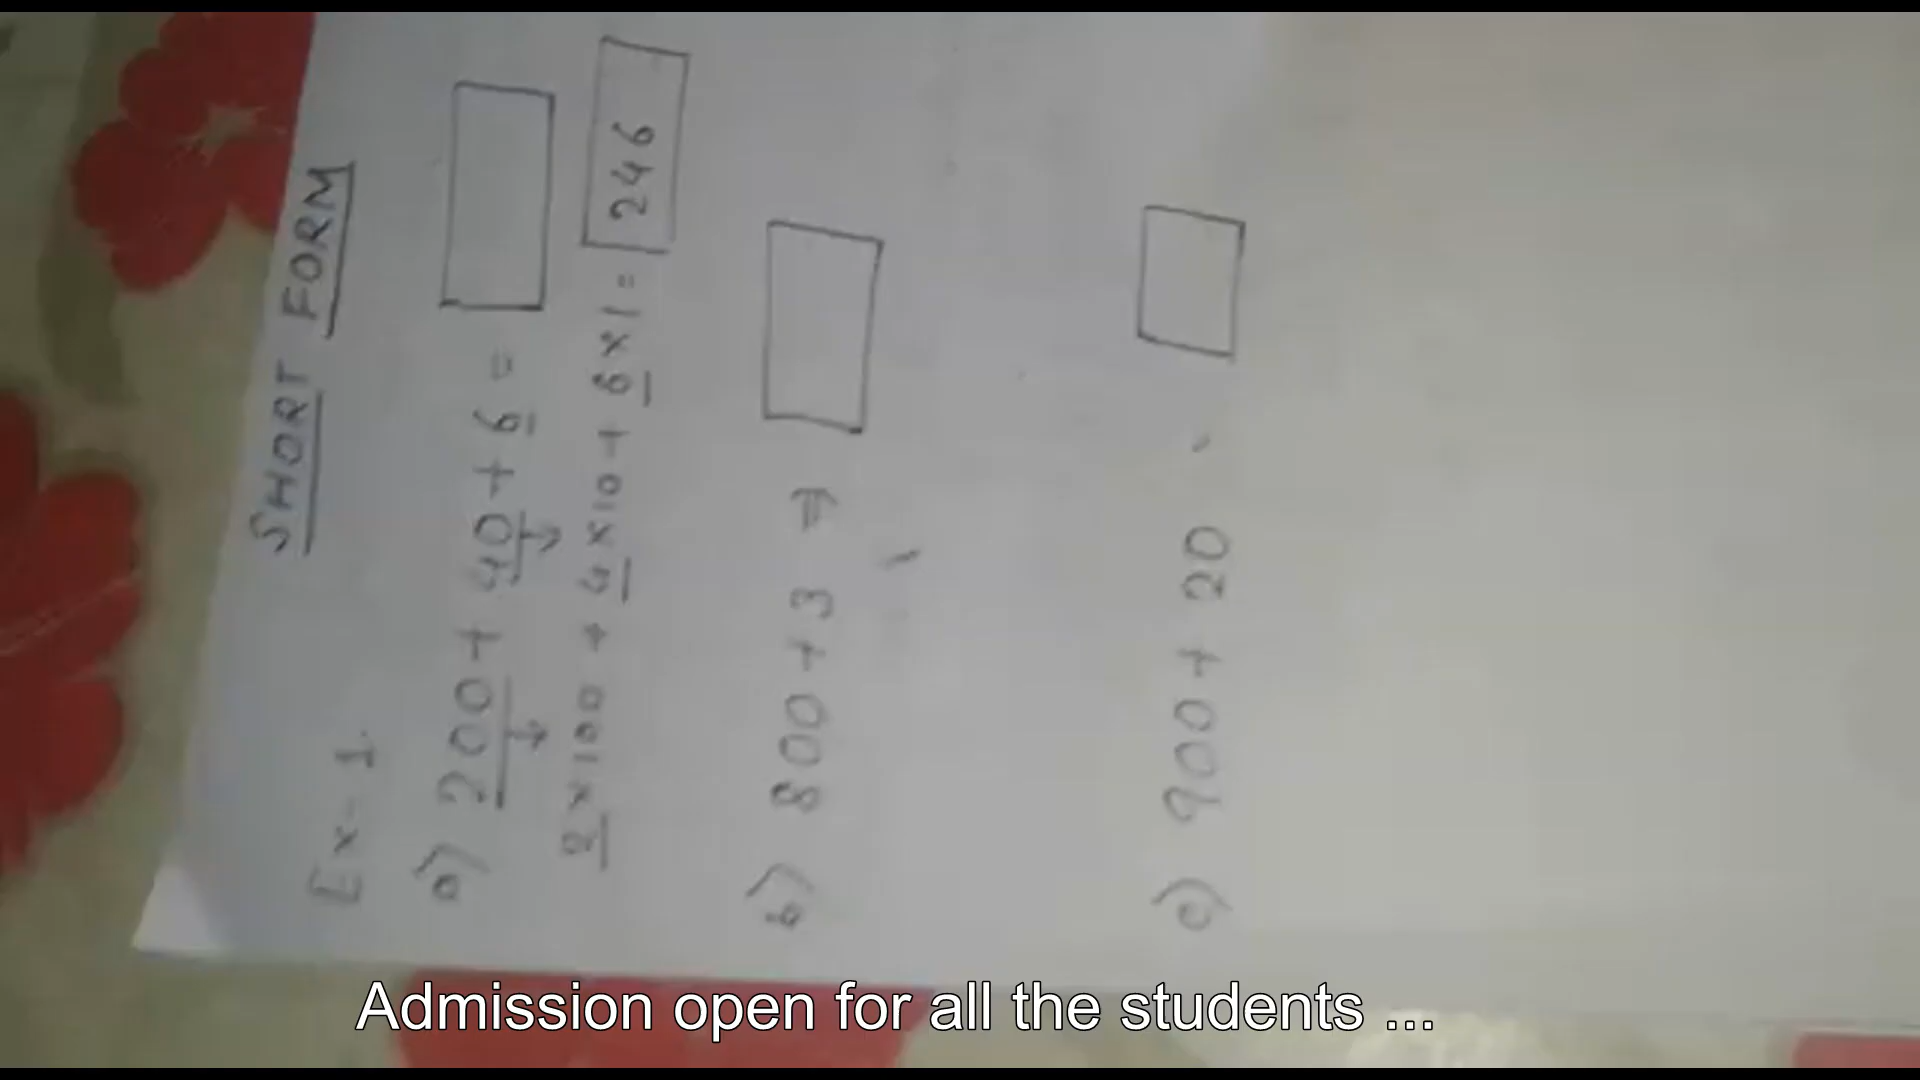 SHORT FORM
Ex-1.
a) 200 + 40 + 6 =
2×100 + 4×10 + 6×1 = 246
b) 800 + 3 ⇒
c) 900 + 20
Admission open for all the students ...